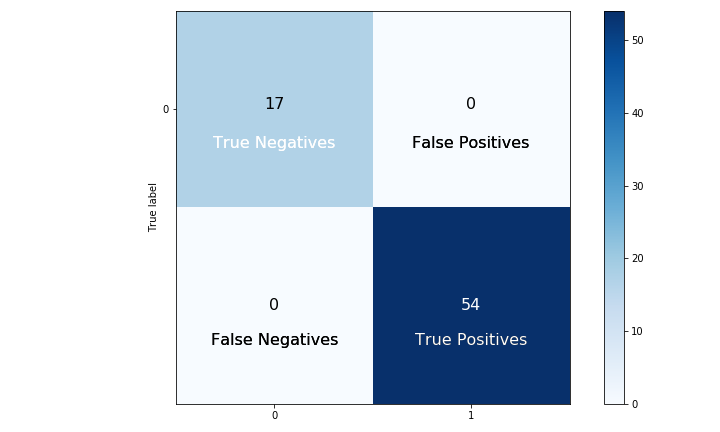 17
0
True Negatives
False Positives
0
True label
0
54
False Negatives
True Positives
0
1
50
40
30
20
10
0